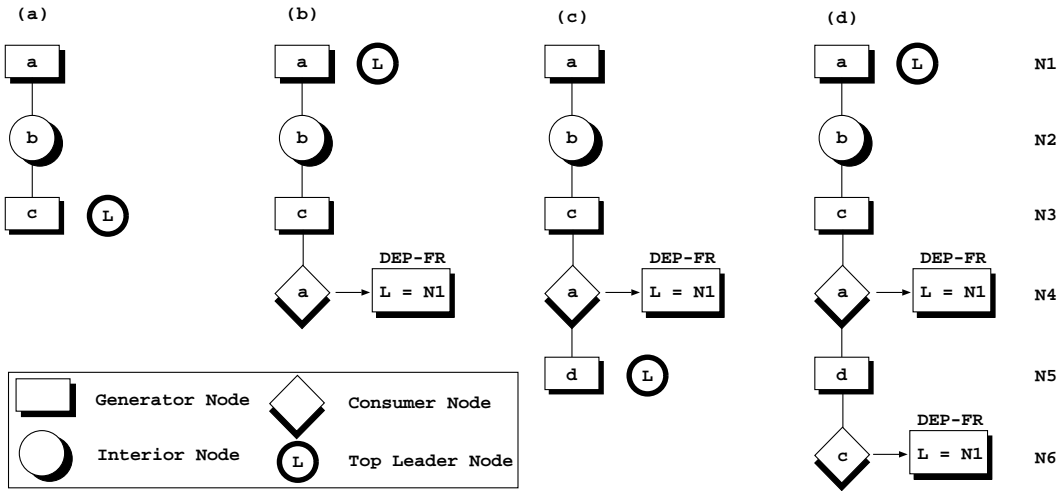 (a) (b) (c) (d)
a a L a a L N1
b b b b N2
c L c c c N3
DEP-FR DEP-FR DEP-FR
a L = N1 a L = N1 a L = N1 N4
d L d N5
DEP-FR
c L = N1 N6
Generator Node Consumer Node
Interior Node L Top Leader Node